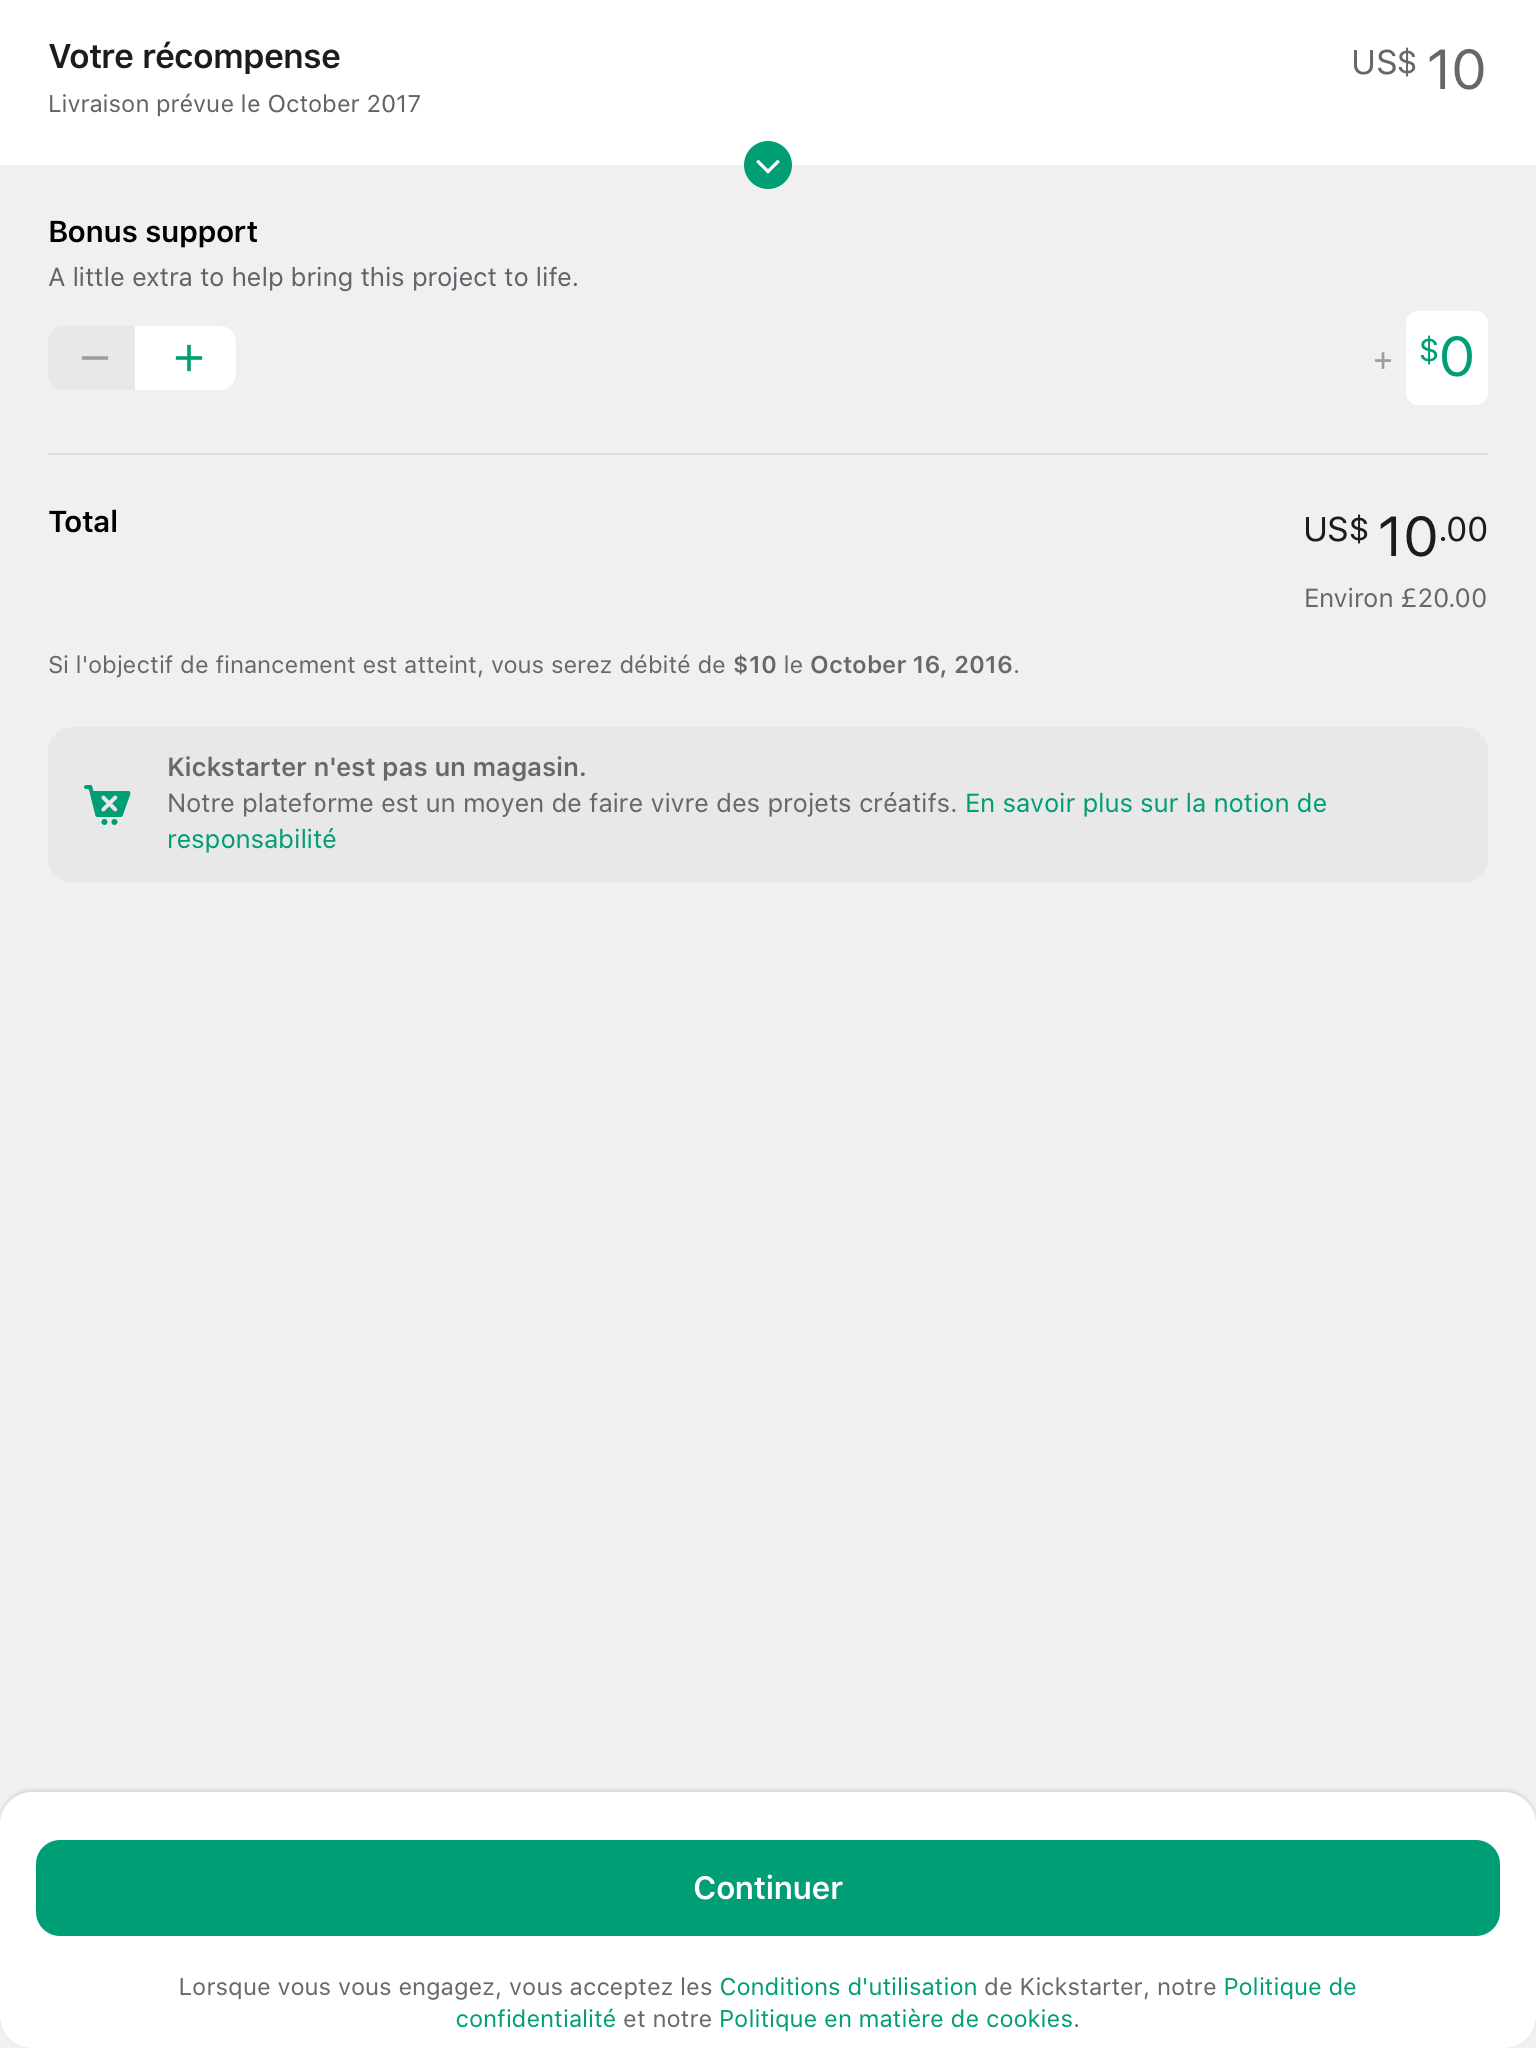 Votre récompense
US$ 10
Livraison prévue le October 2017
Bonus support
A little extra to help bring this project to life.
− +
+ $0
Total
US$ 10.00
Environ £20.00
Si l'objectif de financement est atteint, vous serez débité de $10 le October 16, 2016.
Kickstarter n'est pas un magasin.
Notre plateforme est un moyen de faire vivre des projets créatifs. En savoir plus sur la notion de
responsabilité
Continuer
Lorsque vous vous engagez, vous acceptez les Conditions d'utilisation de Kickstarter, notre Politique de
confidentialité et notre Politique en matière de cookies.